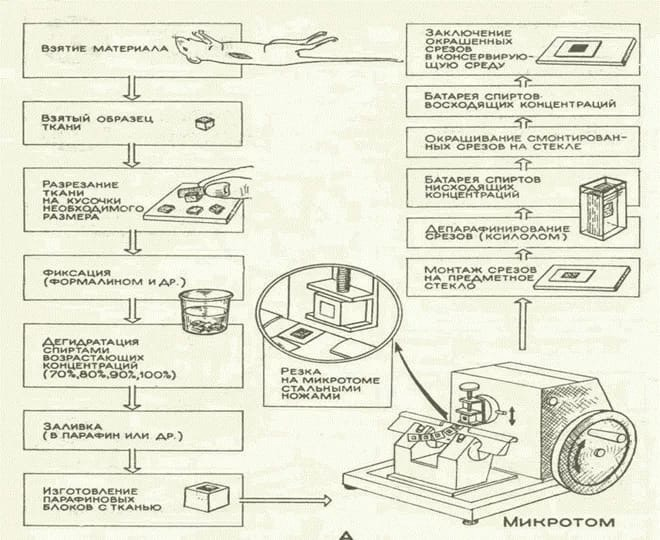 Взятие материала
Взятый образец
ткани
Разрезание
ткани
на кусочки
необходимого
размера
Фиксация
(формалином и др.)
Дегидратация
спиртами
возрастающих
концентраций
(70%,80%,90%,100%)
Заливка
(в парафин или др.)
Изготовление
парафиновых
блоков с тканью
Резка
на микротоме
стальными
ножами
Микротом
Монтаж срезов
на предметное
стекло
Депарафинирование
срезов (ксилолом)
Батарея спиртов
нисходящих
концентраций
Окрашивание смонтирован-
ных срезов на стекле
Батарея спиртов
восходящих концентраций
Заключение
окрашенных
срезов
в консервирую-
щую среду
А